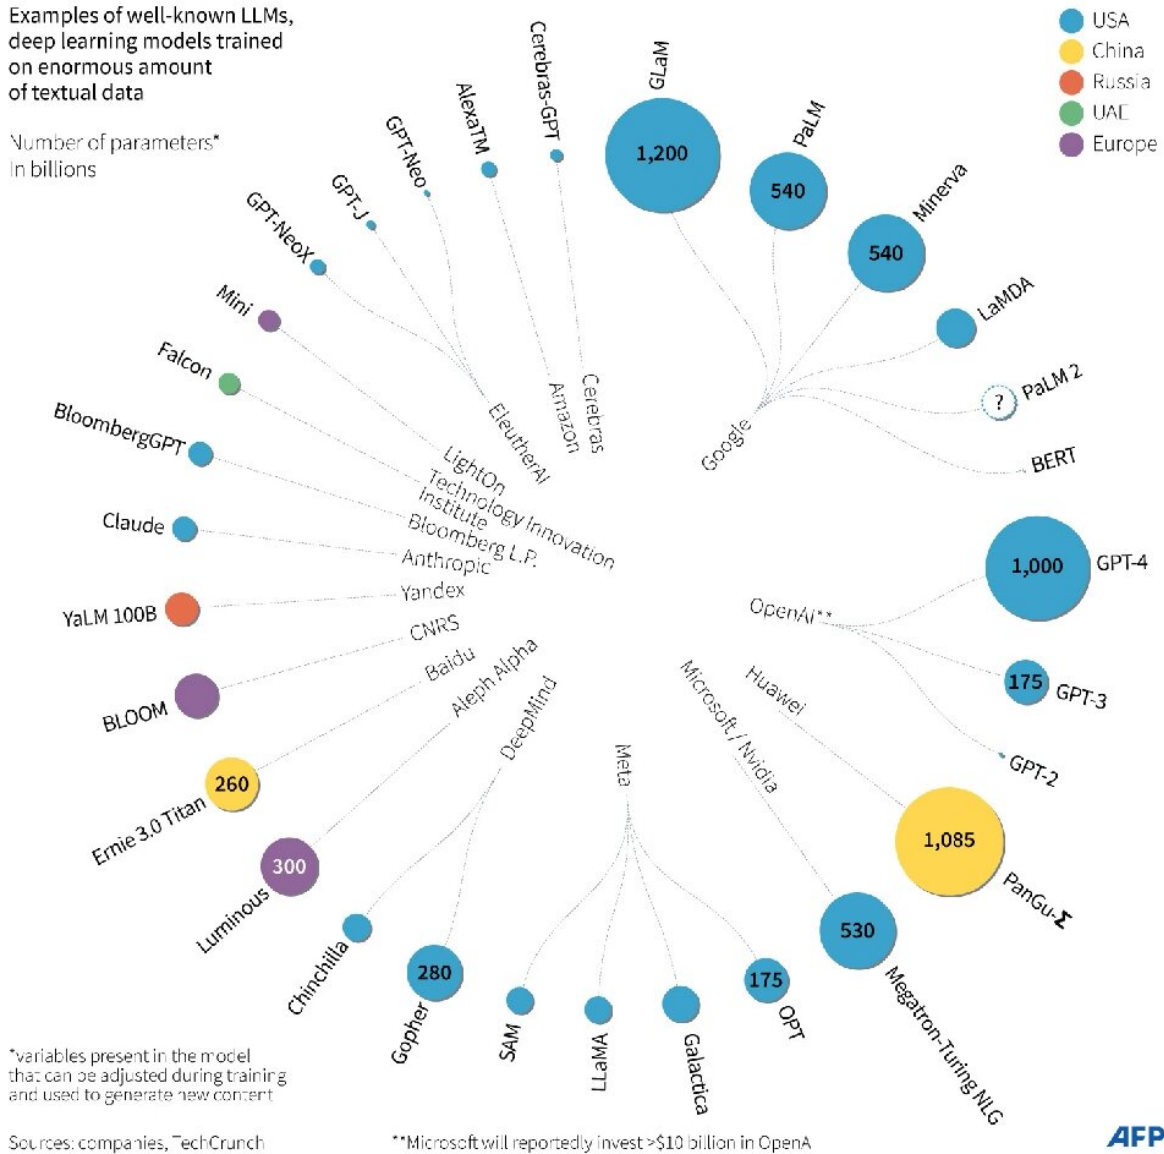 Examples of well-known LLMs,
deep learning models trained
on enormous amount
of textual data
Number of parameters*
In billions
USA
China
Russia
UAE
Europe
GLaM
1,200
PaLM
540
Minerva
540
LaMDA
PaLM 2
?
BERT
Google
GPT-4
1,000
GPT-3
175
GPT-2
OpenAI**
PanGu-Σ
1,085
Huawei
Megatron-Turing NLG
530
Microsoft / Nvidia
OPT
175
Galactica
LLaMA
SAM
Meta
Gopher
280
Chinchilla
DeepMind
Luminous
300
Aleph Alpha
Ernie 3.0 Titan
260
Baidu
BLOOM
CNRS
YaLM 100B
Yandex
Claude
Anthropic
BloombergGPT
Bloomberg L.P.
Falcon
Technology Innovation
Institute
Mini
LightOn
GPT-NeoX
GPT-J
GPT-Neo
EleutherAI
AlexaTM
Amazon
Cerebras-GPT
Cerebras
*variables present in the model
that can be adjusted during training
and used to generate new content
Sources: companies, TechCrunch
**Microsoft will reportedly invest >$10 billion in OpenA
AFP